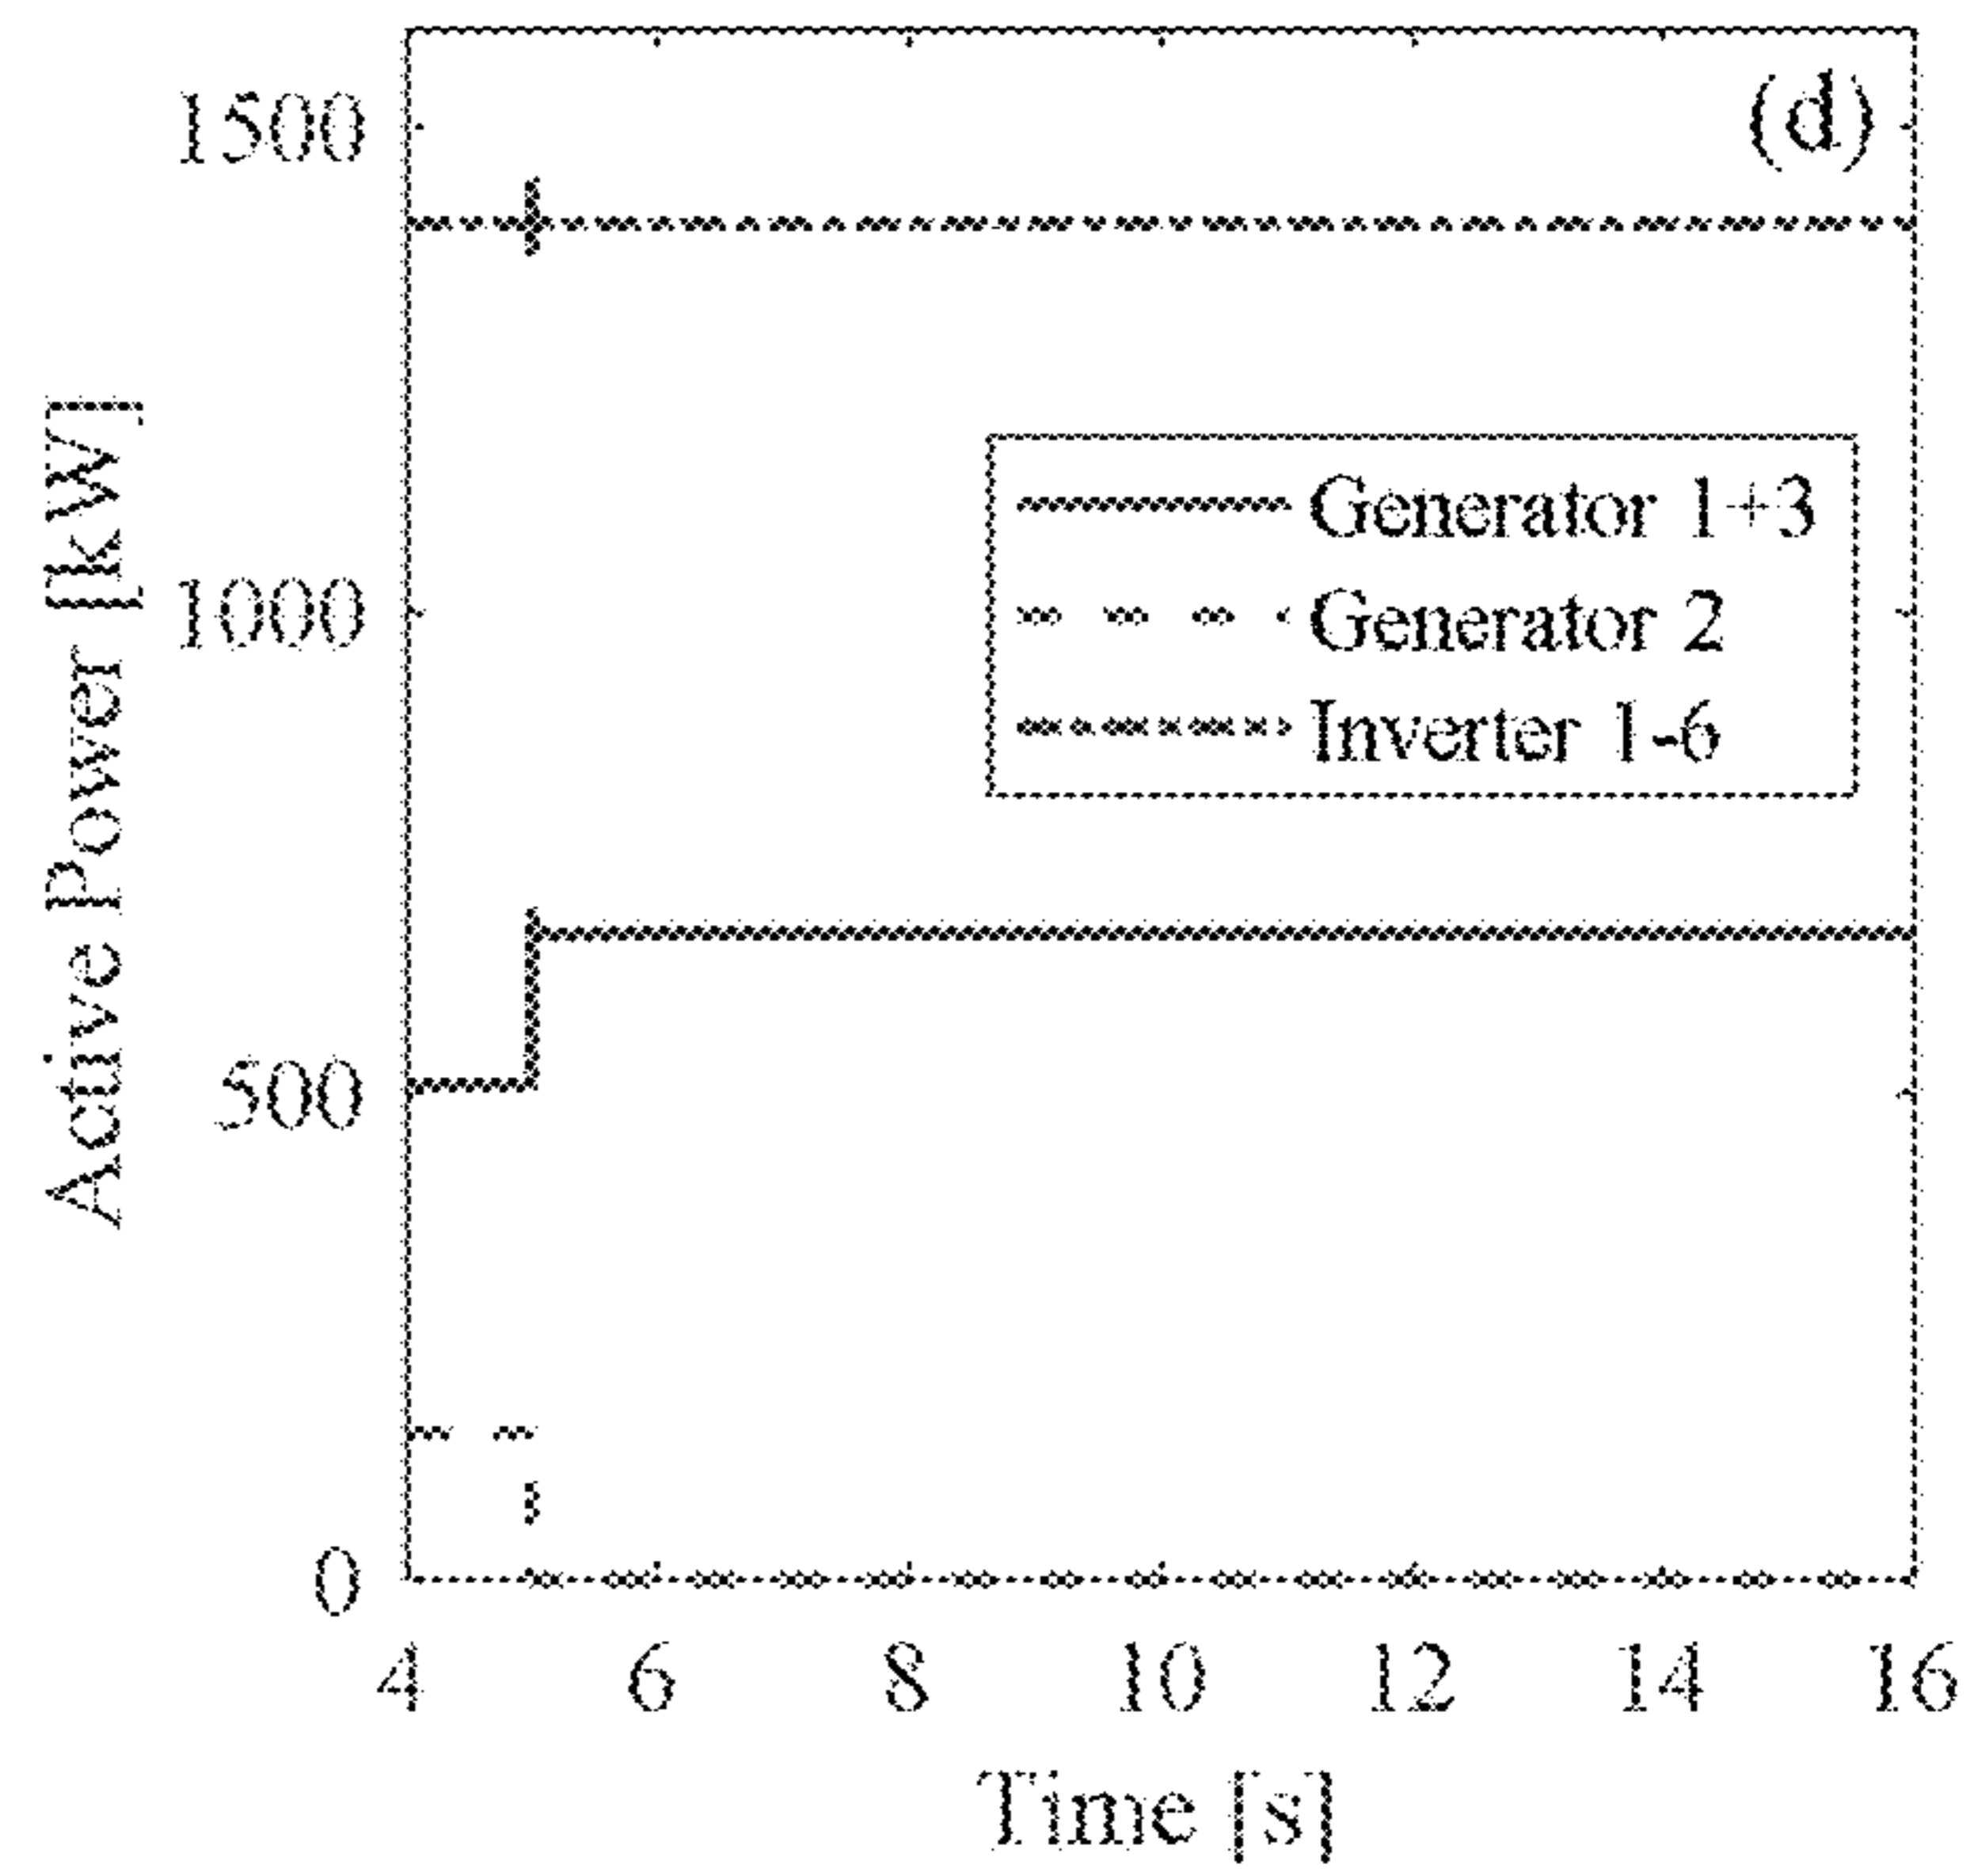 (d)
1500
1000
500
0
Active Power [kW]
Generator 1+3
Generator 2
Inverter 1-6
4 6 8 10 12 14 16
Time [s]